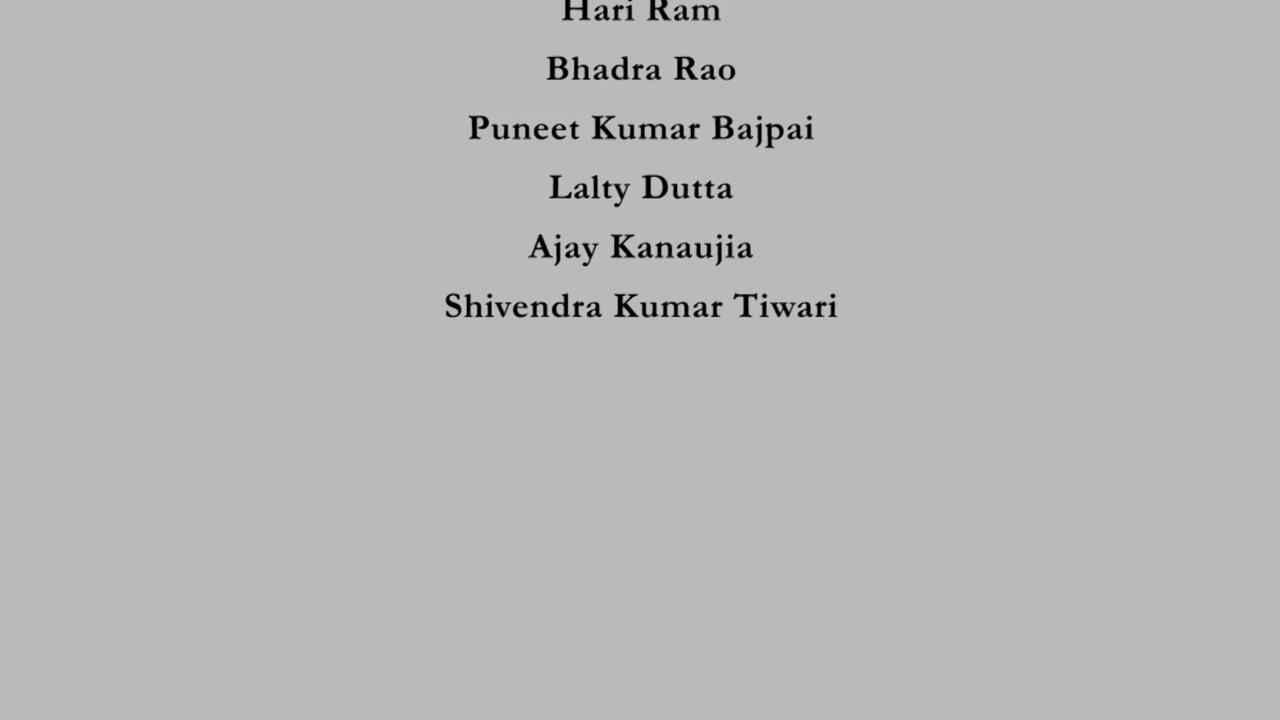 Hari Ram
Bhadra Rao
Puneet Kumar Bajpai
Lalty Dutta
Ajay Kanaujia
Shivendra Kumar Tiwari